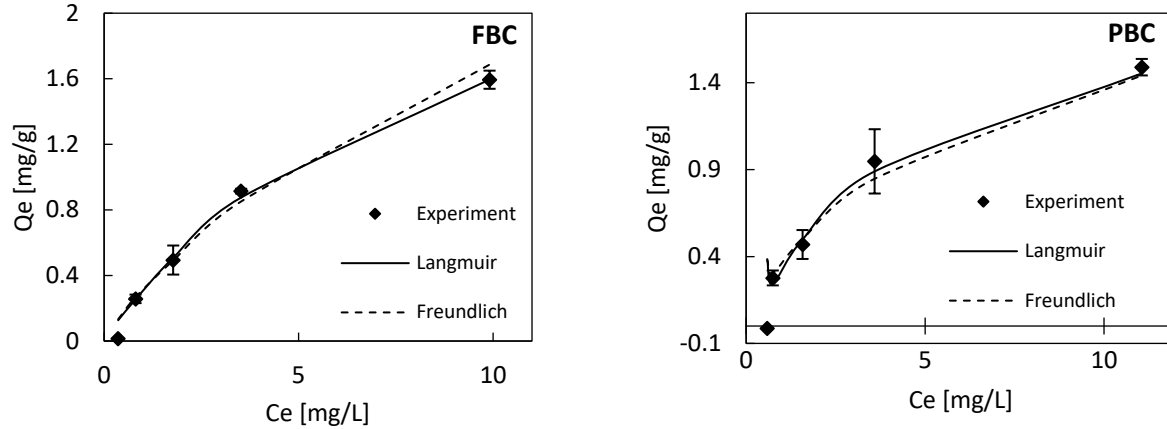 FBC
2
1.6
1.2
0.8
0.4
0
Qe [mg/g]
Experiment
Langmuir
Freundlich
0
5
10
Ce [mg/L]
PBC
1.4
0.9
0.4
-0.1
Qe [mg/g]
Experiment
Langmuir
Freundlich
0
5
10
Ce [mg/L]